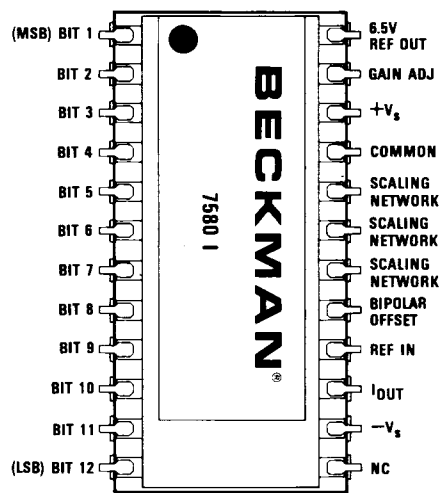 (MSB) BIT 1
BIT 2
BIT 3
BIT 4
BIT 5
BIT 6
BIT 7
BIT 8
BIT 9
BIT 10
BIT 11
(LSB) BIT 12
BECKMAN®
7580 I
6.5V
REF OUT
GAIN ADJ
+Vs
COMMON
SCALING
NETWORK
SCALING
NETWORK
SCALING
NETWORK
BIPOLAR
OFFSET
REF IN
IOUT
−Vs
NC